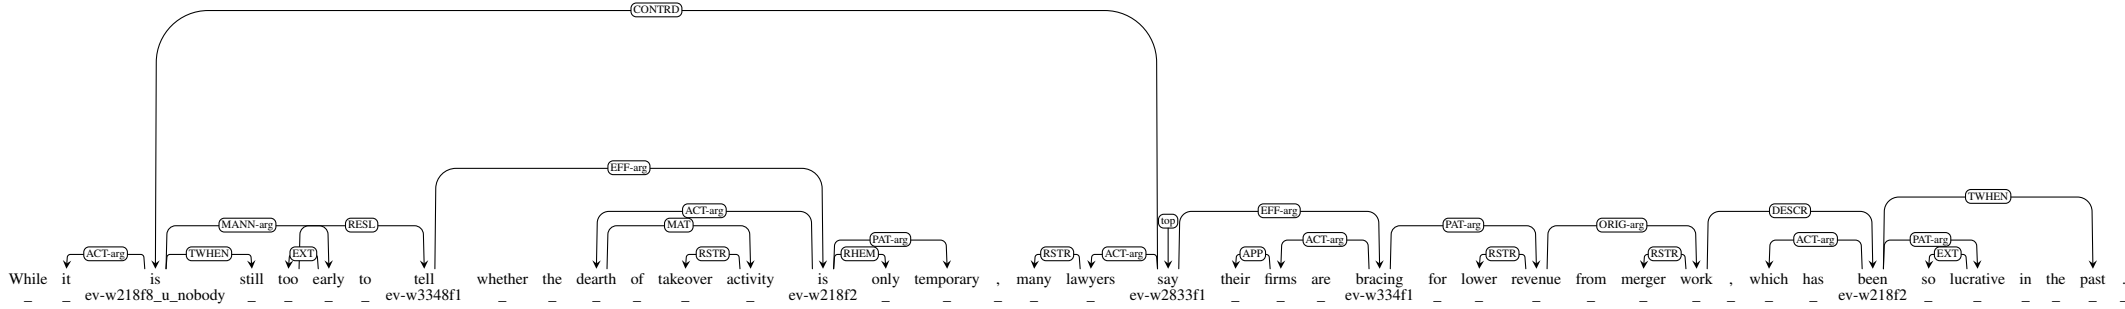 CONTRD
EFF-arg
TWHEN
ACT-arg top EFF-arg DESCR
MANN-arg RESL MAT PAT-arg ORIG-arg
PAT-arg ACT-arg ACT-arg PAT-arg
ACT-arg TWHEN EXT RSTR RHEM RSTR ACT-arg APP RSTR RSTR EXT
While it is still too early to tell whether the dearth of takeover activity is only temporary , many lawyers say their firms are bracing for lower revenue from merger work , which has been so lucrative in the past .
_ _ ev-w218f8_u_nobody _ _ _ _ ev-w3348f1 _ _ _ _ _ _ ev-w218f2 _ _ _ _ _ ev-w2833f1 _ _ _ ev-w334f1 _ _ _ _ _ _ _ _ _ ev-w218f2 _ _ _ _ _ _